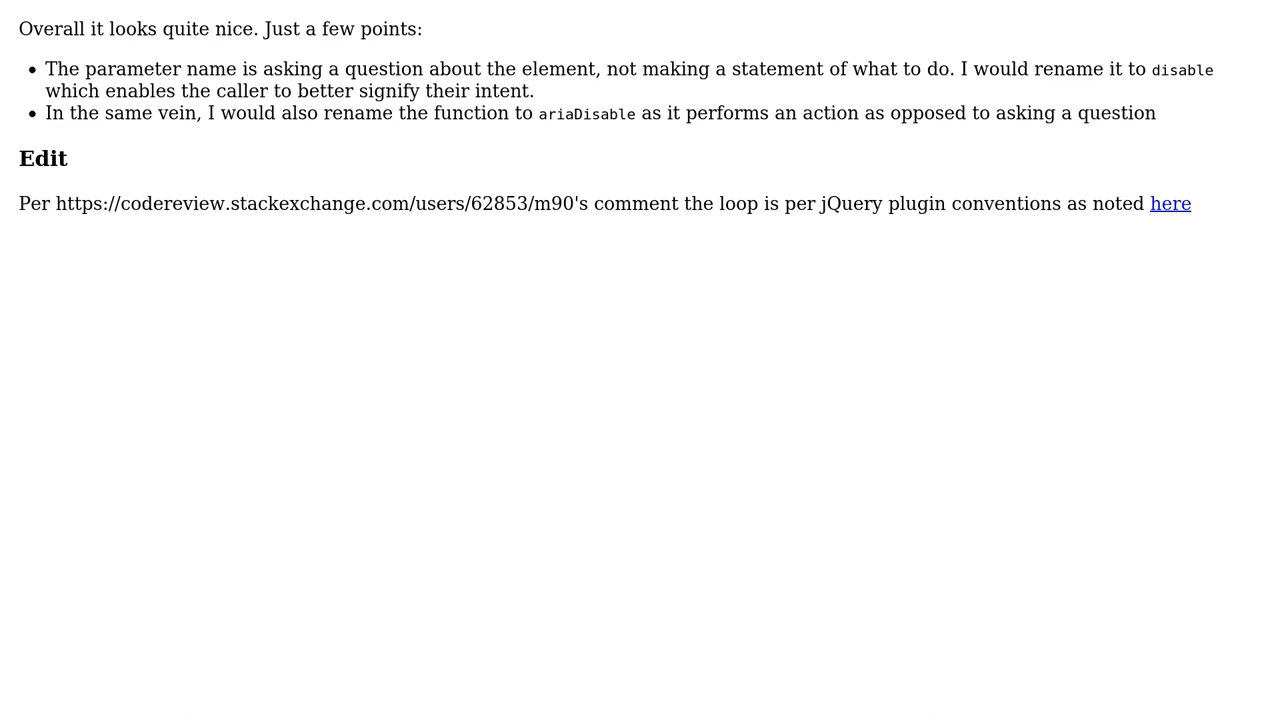 Overall it looks quite nice. Just a few points:
The parameter name is asking a question about the element, not making a statement of what to do. I would rename it to disable
which enables the caller to better signify their intent.
In the same vein, I would also rename the function to ariaDisable as it performs an action as opposed to asking a question
Edit
Per https://codereview.stackexchange.com/users/62853/m90's comment the loop is per jQuery plugin conventions as noted here